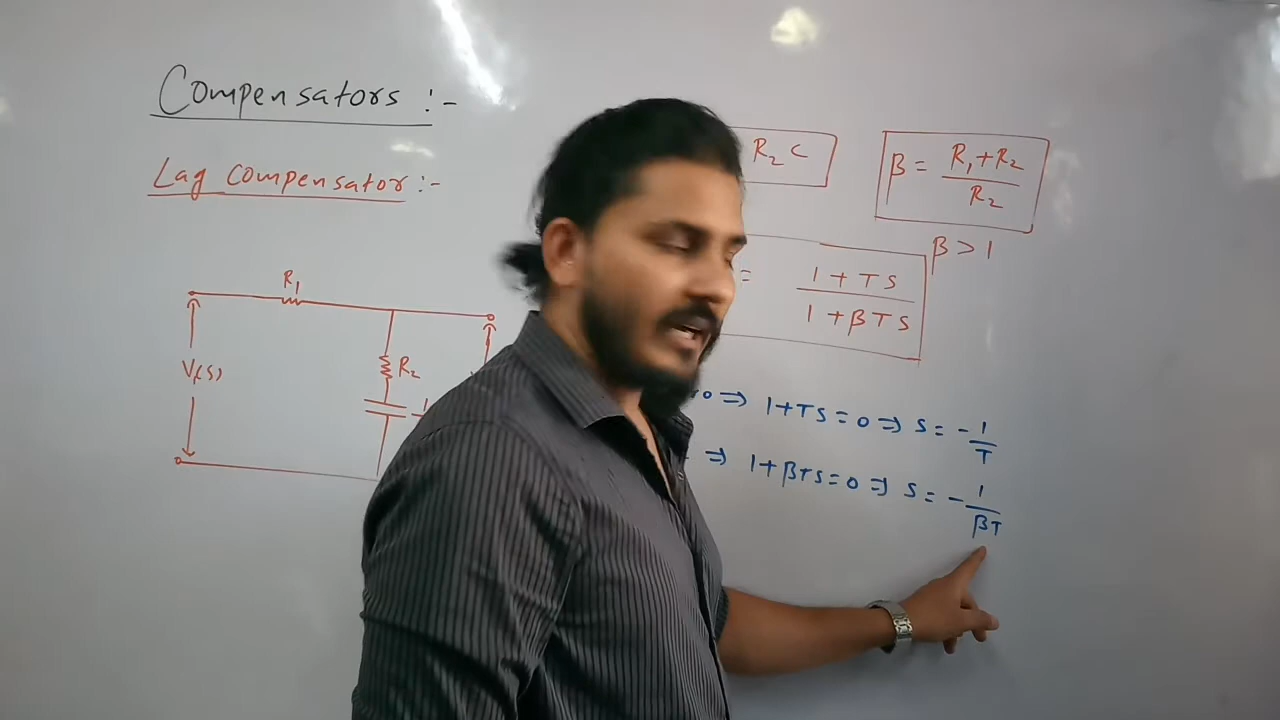 Compensators :-
Lag compensator :-
R₂ C
β = (R₁+R₂)/R₂
β > 1
= (1+TS)/(1+βTS)
R₁
Vᵢ(s)
R₂
⇒ 1+TS=0 ⇒ S = -1/T
⇒ 1+βTS=0 ⇒ S = -1/βT